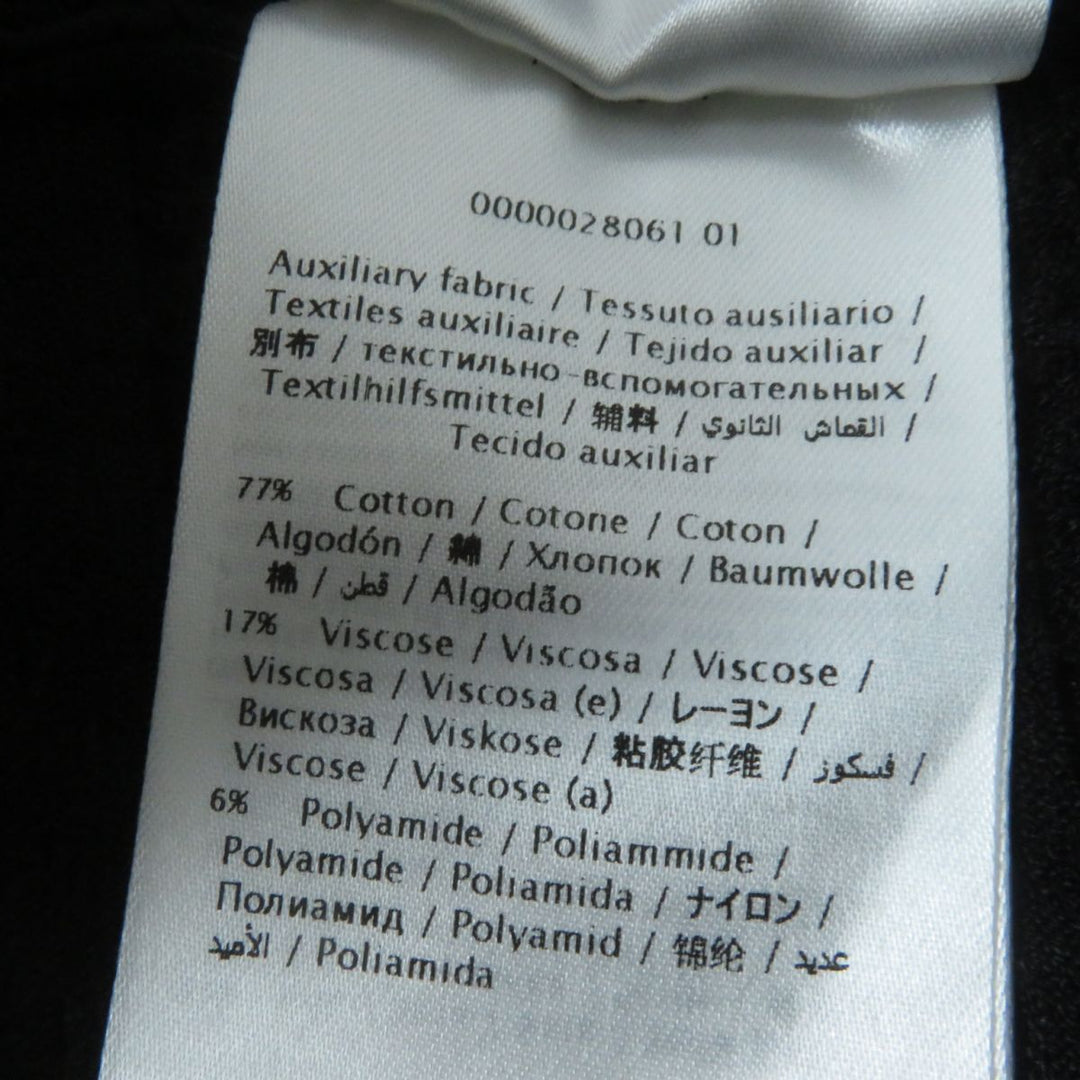 0000028061 01
Auxiliary fabric / Tessuto ausiliario /
Textiles auxiliaire / Tejido auxiliar /
別布 / текстильно-вспомогательных /
Textilhilfsmittel / 辅料 / القماش الثانوي /
Tecido auxiliar
77% Cotton / Cotone / Coton /
Algodón / 綿 / Хлопок / Baumwolle /
棉 / قطن / Algodão
17% Viscose / Viscosa / Viscose /
Viscosa / Viscosa (e) / レーヨン /
Вискоза / Viskose / 粘胶纤维 / فسكوز /
Viscose / Viscose (a)
6% Polyamide / Poliammide /
Polyamide / Poliamida / ナイロン /
Полиамид / Polyamid / 锦纶 / عديد
الأميد / Poliamida